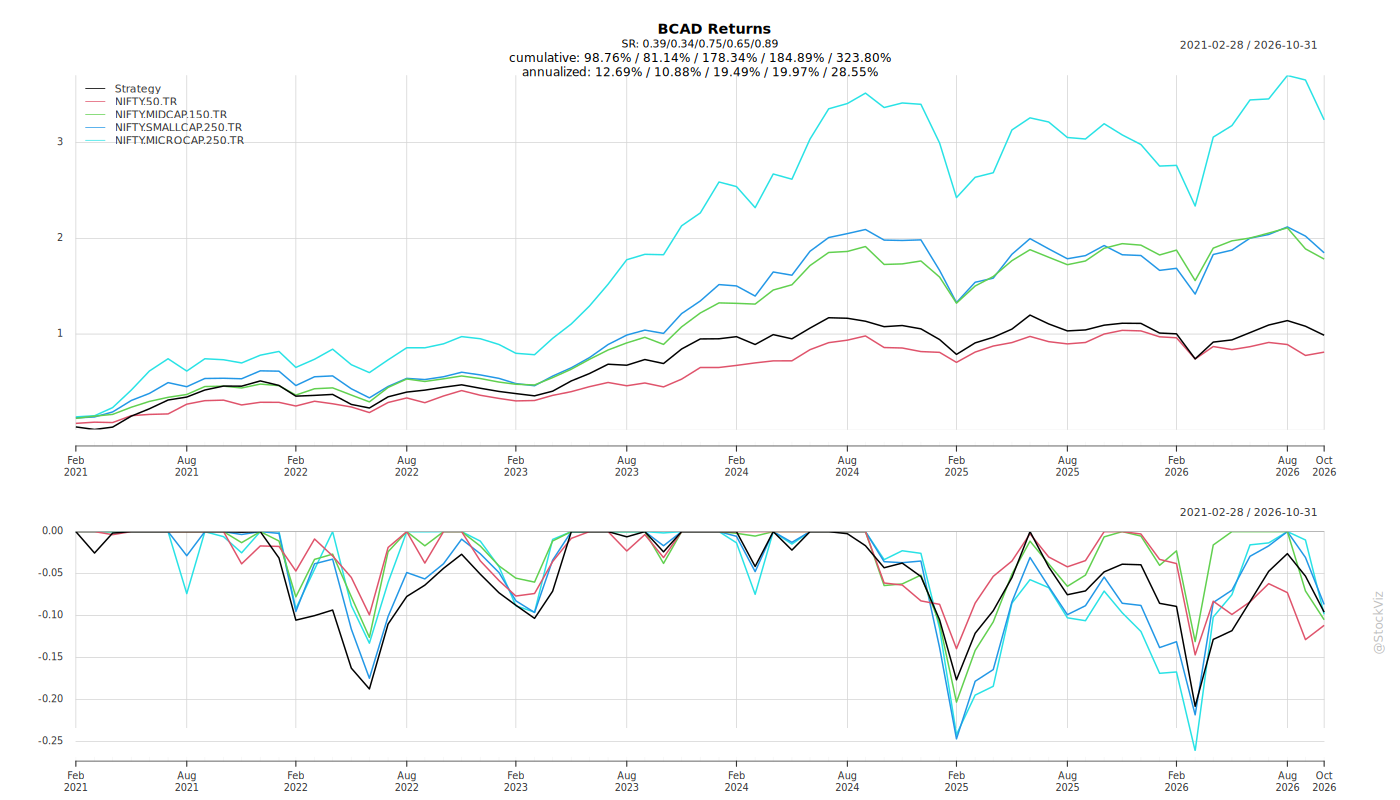 BCAD Returns
SR: 0.39/0.34/0.75/0.65/0.89
2021-02-28 / 2026-10-31
cumulative: 98.76% / 81.14% / 178.34% / 184.89% / 323.80%
annualized: 12.69% / 10.88% / 19.49% / 19.97% / 28.55%
Strategy
NIFTY.50.TR
NIFTY.MIDCAP.150.TR
NIFTY.SMALLCAP.250.TR
NIFTY.MICROCAP.250.TR
3
2
1
Feb Aug Feb Aug Feb Aug Feb Aug Feb Aug Feb Aug Oct
2021 2021 2022 2022 2023 2023 2024 2024 2025 2025 2026 2026 2026
2021-02-28 / 2026-10-31
0.00
-0.05
-0.10
-0.15
-0.20
-0.25
Feb Aug Feb Aug Feb Aug Feb Aug Feb Aug Feb Aug Oct
2021 2021 2022 2022 2023 2023 2024 2024 2025 2025 2026 2026 2026
@StockViz